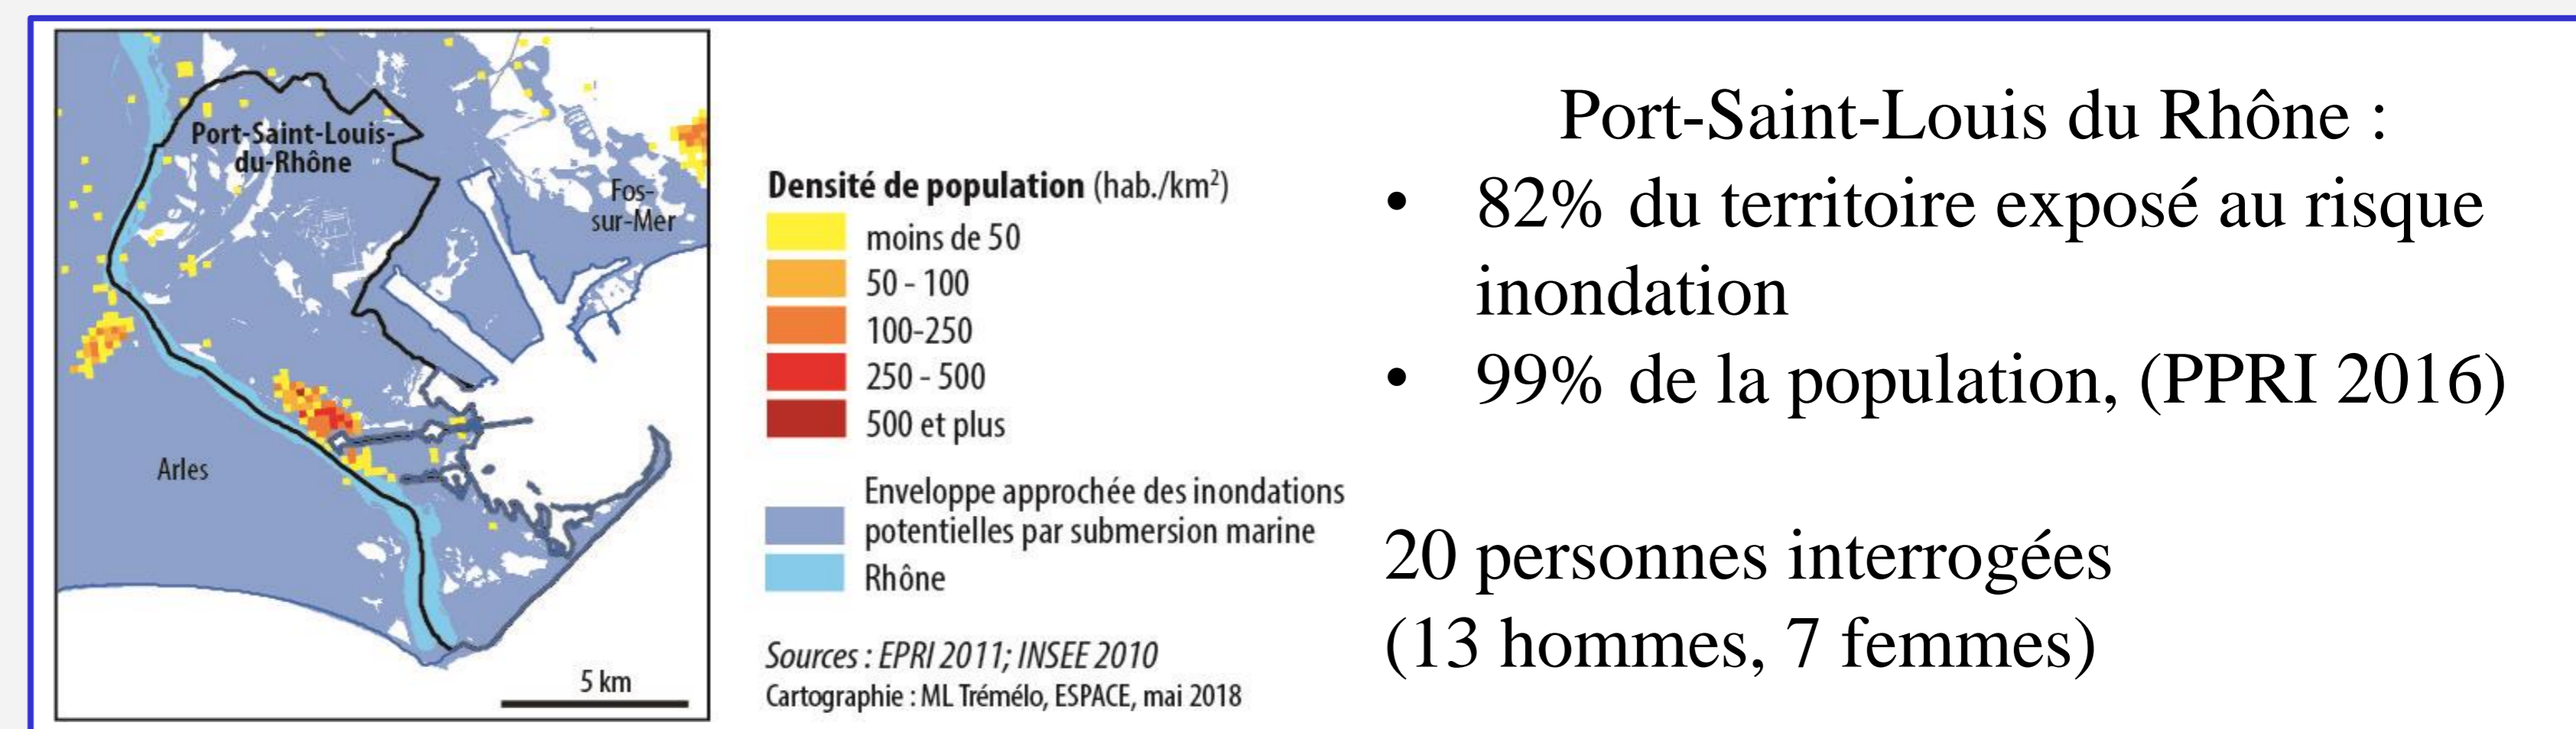 Port-Saint-Louis-
du-Rhône
Fos-
sur-Mer
Arles
5 km
Densité de population (hab./km²)
moins de 50
50 - 100
100-250
250 - 500
500 et plus
Enveloppe approchée des inondations
potentielles par submersion marine
Rhône
Sources : EPRI 2011; INSEE 2010
Cartographie : ML Trémélo, ESPACE, mai 2018
Port-Saint-Louis du Rhône :
• 82% du territoire exposé au risque
inondation
• 99% de la population, (PPRI 2016)
20 personnes interrogées
(13 hommes, 7 femmes)